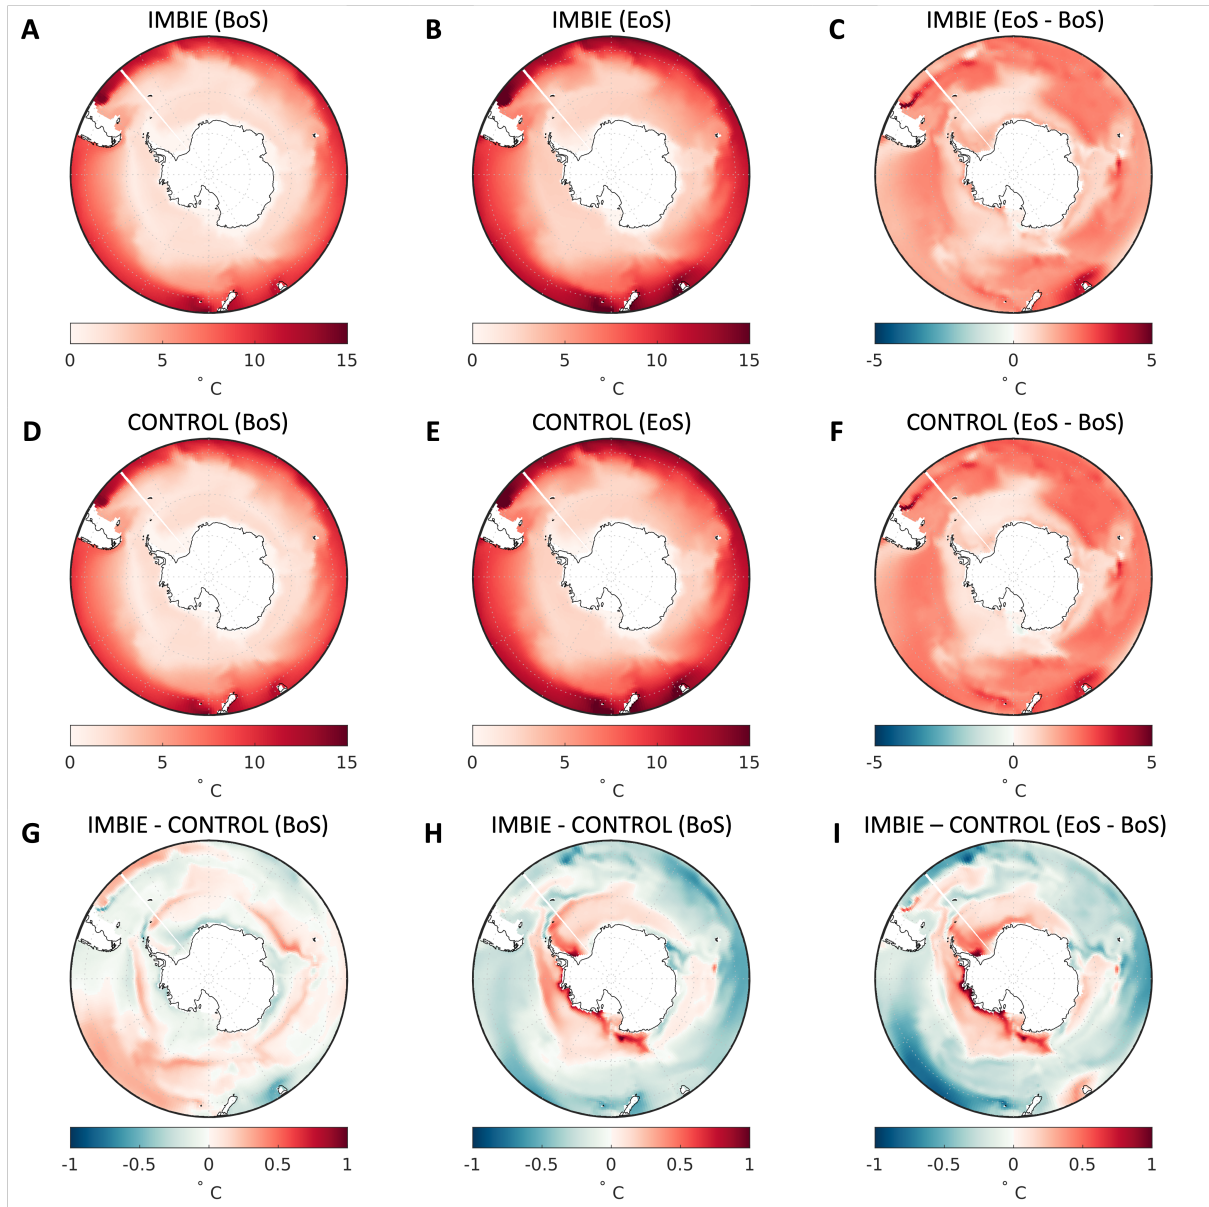 A IMBIE (BoS)
B IMBIE (EoS)
C IMBIE (EoS - BoS)
0 5 10 15
° C
0 5 10 15
° C
-5 0 5
° C
D CONTROL (BoS)
E CONTROL (EoS)
F CONTROL (EoS - BoS)
0 5 10 15
° C
0 5 10 15
° C
-5 0 5
° C
G IMBIE - CONTROL (BoS)
H IMBIE - CONTROL (BoS)
I IMBIE – CONTROL (EoS - BoS)
-1 -0.5 0 0.5 1
° C
-1 -0.5 0 0.5 1
° C
-1 -0.5 0 0.5 1
° C